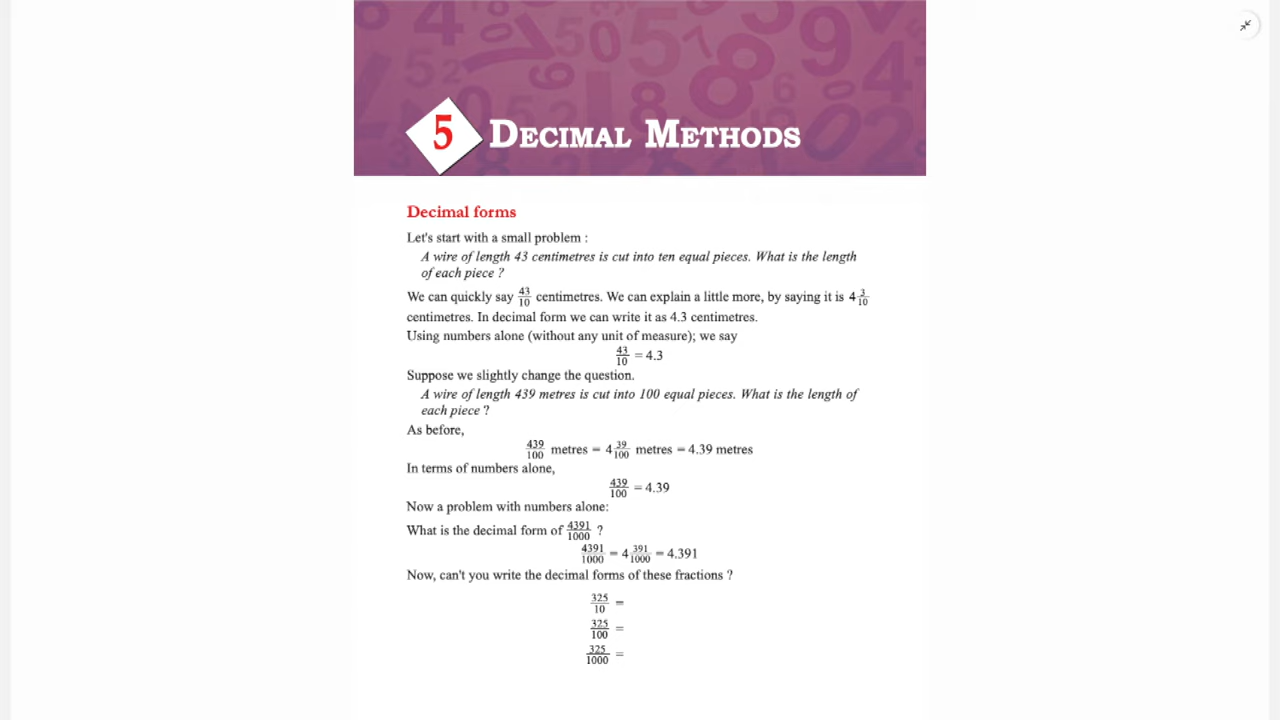 5 DECIMAL METHODS
Decimal forms
Let's start with a small problem :
A wire of length 43 centimetres is cut into ten equal pieces. What is the length
of each piece ?
We can quickly say 43/10 centimetres. We can explain a little more, by saying it is 4 3/10
centimetres. In decimal form we can write it as 4.3 centimetres.
Using numbers alone (without any unit of measure); we say
43/10 = 4.3
Suppose we slightly change the question.
A wire of length 439 metres is cut into 100 equal pieces. What is the length of
each piece ?
As before,
439/100 metres = 4 39/100 metres = 4.39 metres
In terms of numbers alone,
439/100 = 4.39
Now a problem with numbers alone:
What is the decimal form of 4391/1000 ?
4391/1000 = 4 391/1000 = 4.391
Now, can't you write the decimal forms of these fractions ?
325/10 =
325/100 =
325/1000 =